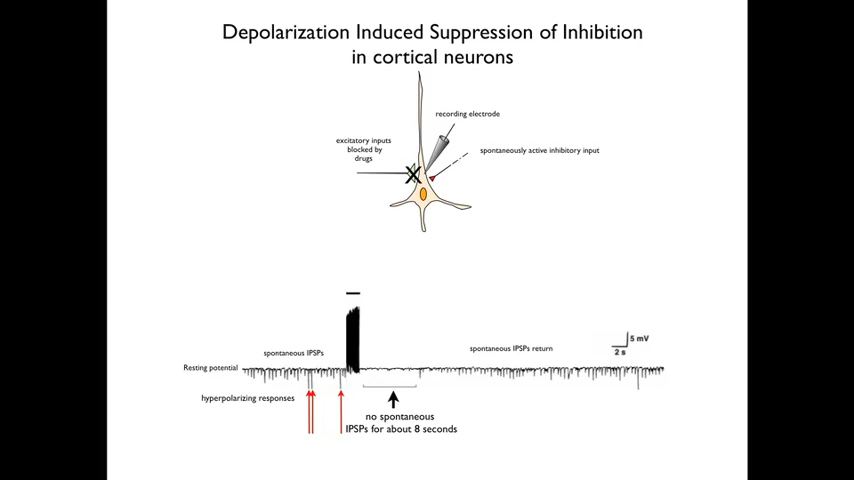 Depolarization Induced Suppression of Inhibition
in cortical neurons
recording electrode
excitatory inputs
blocked by
drugs
spontaneously active inhibitory input
5 mV
2 s
spontaneous IPSPs
spontaneous IPSPs return
Resting potential
hyperpolarizing responses
no spontaneous
IPSPs for about 8 seconds